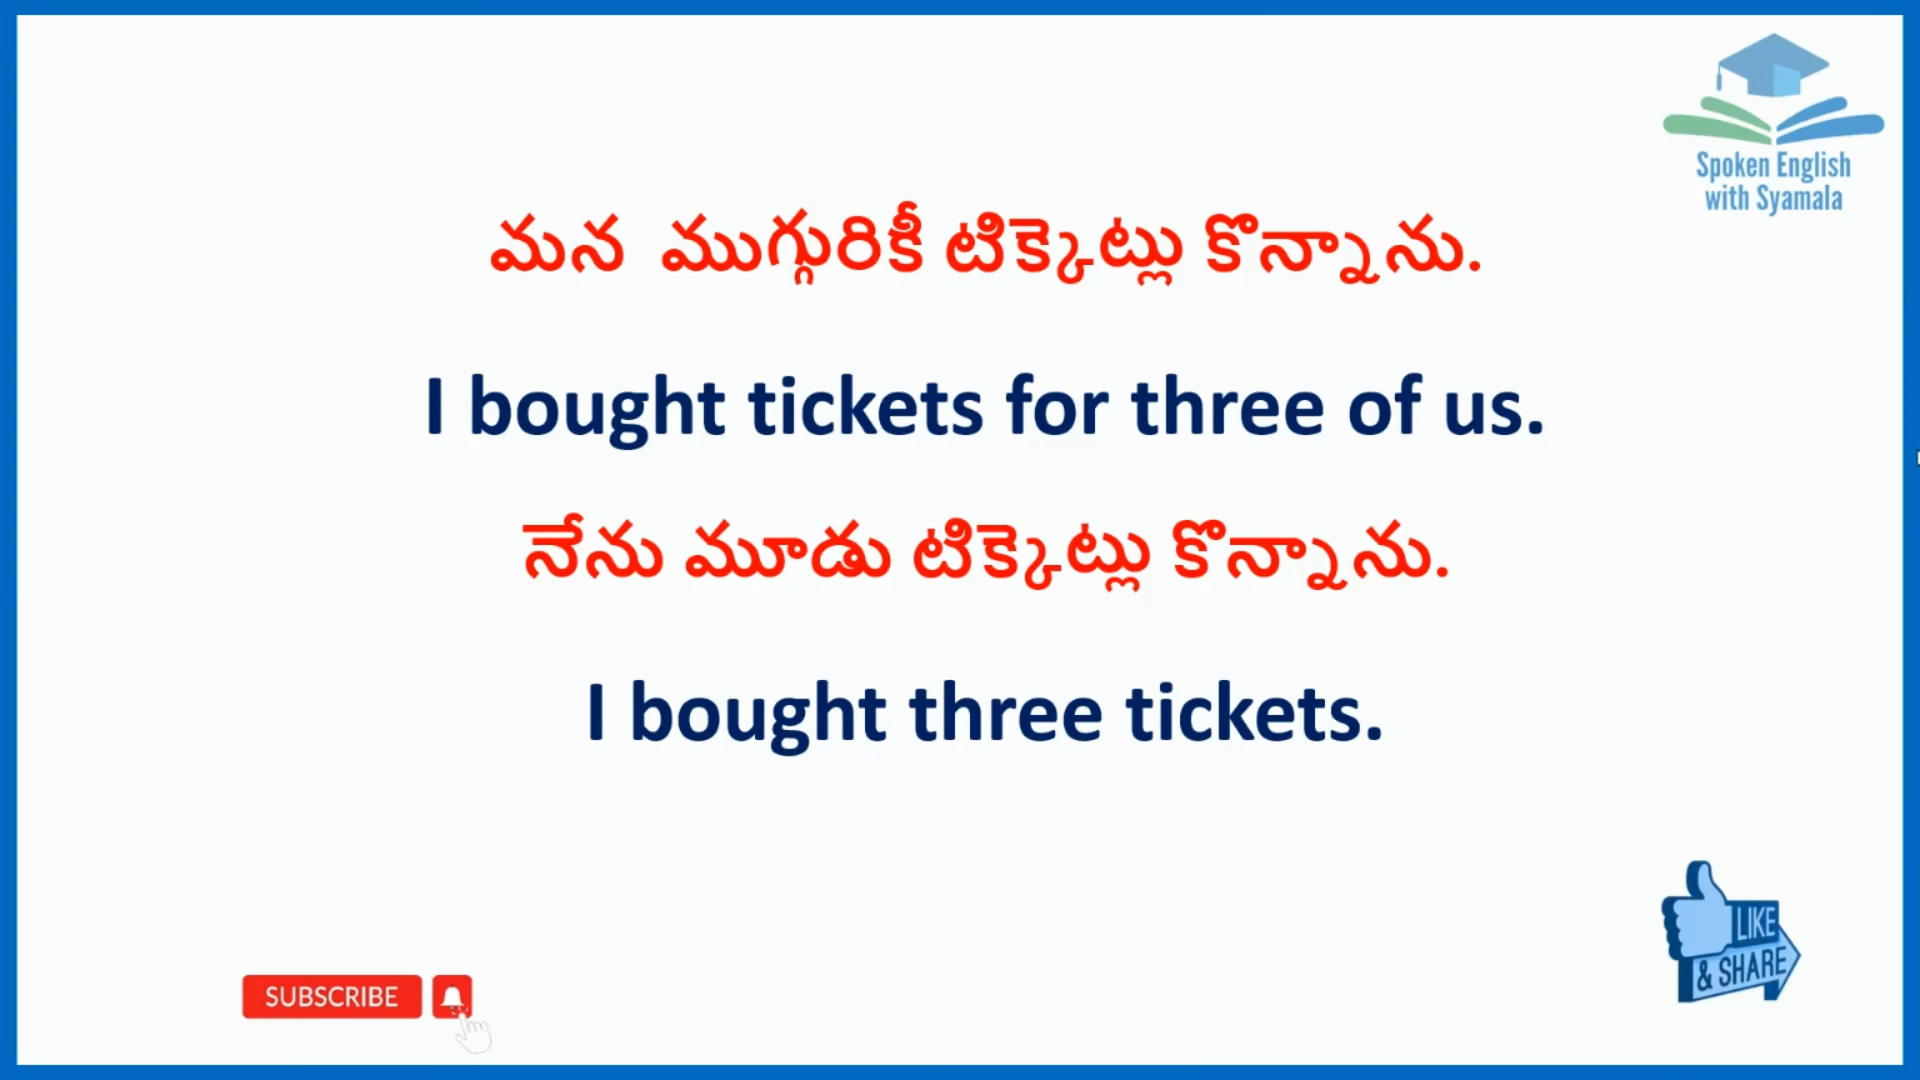 Spoken English
with Syamala
మన ముగ్గురికీ టిక్కెట్లు కొన్నాను.
I bought tickets for three of us.
నేను మూడు టిక్కెట్లు కొన్నాను.
I bought three tickets.
LIKE
& SHARE
SUBSCRIBE